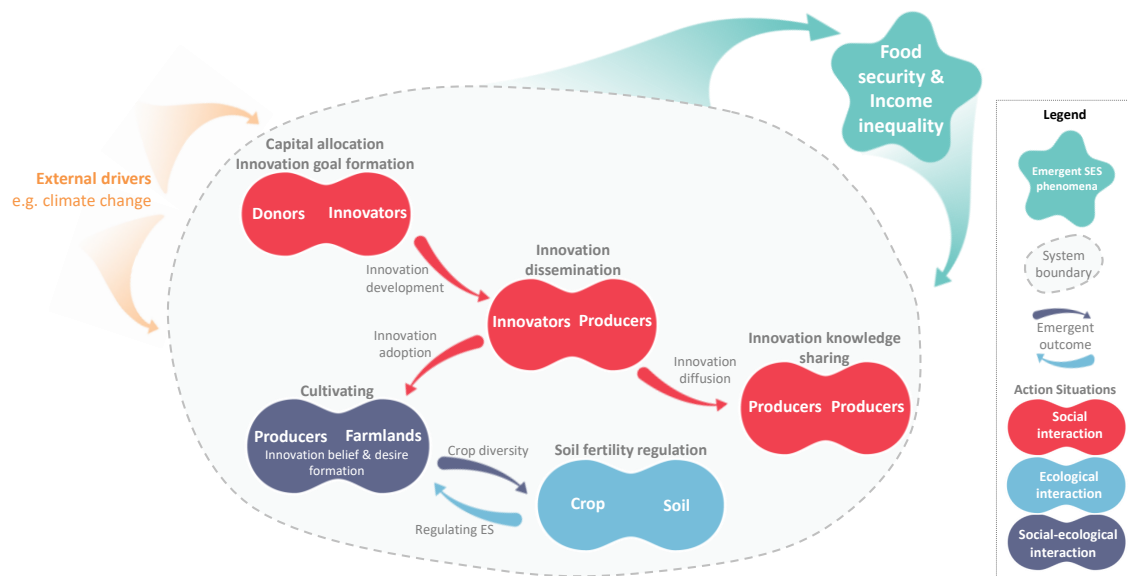 Food
security &
Income
inequality
External drivers
e.g. climate change
Capital allocation
Innovation goal formation
Donors Innovators
Innovation
development
Innovation
dissemination
Innovators Producers
Innovation
adoption
Innovation
diffusion
Innovation knowledge
sharing
Producers Producers
Cultivating
Producers Farmlands
Innovation belief & desire
formation
Crop diversity
Regulating ES
Soil fertility regulation
Crop Soil
Legend
Emergent SES
phenomena
System
boundary
Emergent
outcome
Action Situations
Social
interaction
Ecological
interaction
Social-ecological
interaction